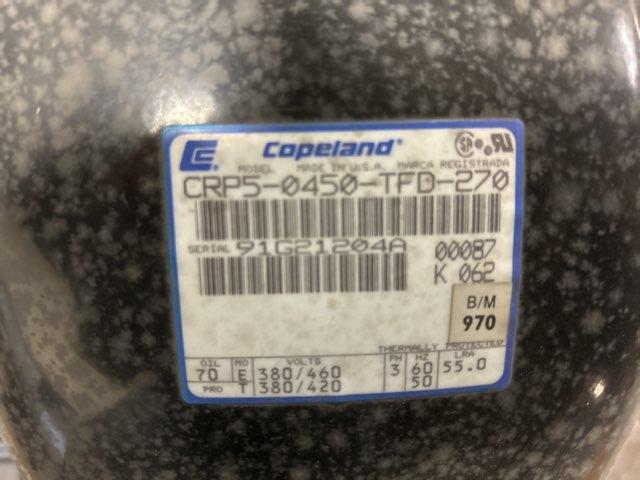 Copeland®
MODEL MADE IN U.S.A. MARCA REGISTRADA
CRP5-0450-TFD-270
SERIAL 91G21204A 00087
K 062
B/M
970
THERMALLY PROTECTED
OIL MO VOLTS PH HZ LRA
70 E 380/460 3 60 55.0
PRO T 380/420 50